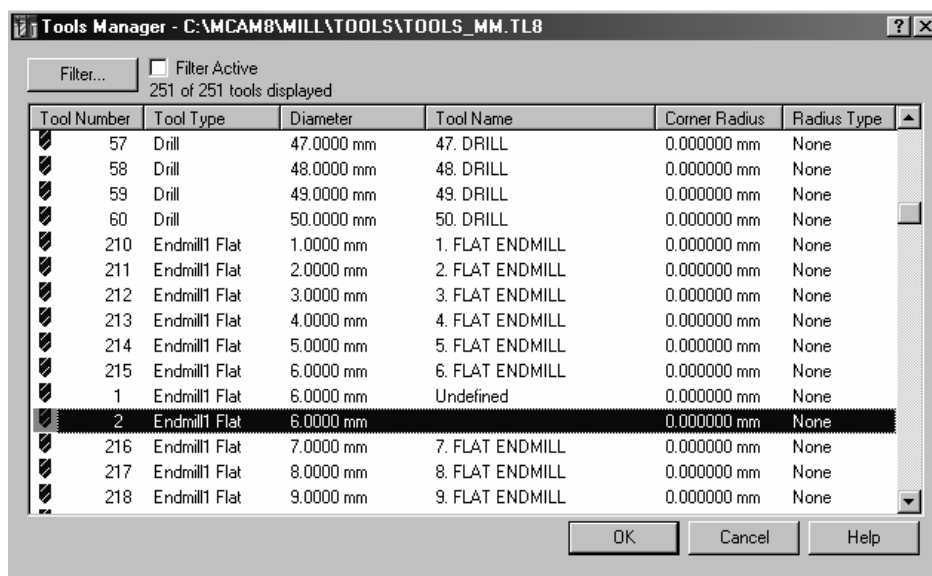 Tools Manager - C:\MCAM8\MILL\TOOLS\TOOLS_MM.TL8
Filter... Filter Active
251 of 251 tools displayed
Tool Number Tool Type Diameter Tool Name Corner Radius Radius Type
57 Drill 47.0000 mm 47. DRILL 0.000000 mm None
58 Drill 48.0000 mm 48. DRILL 0.000000 mm None
59 Drill 49.0000 mm 49. DRILL 0.000000 mm None
60 Drill 50.0000 mm 50. DRILL 0.000000 mm None
210 Endmill1 Flat 1.0000 mm 1. FLAT ENDMILL 0.000000 mm None
211 Endmill1 Flat 2.0000 mm 2. FLAT ENDMILL 0.000000 mm None
212 Endmill1 Flat 3.0000 mm 3. FLAT ENDMILL 0.000000 mm None
213 Endmill1 Flat 4.0000 mm 4. FLAT ENDMILL 0.000000 mm None
214 Endmill1 Flat 5.0000 mm 5. FLAT ENDMILL 0.000000 mm None
215 Endmill1 Flat 6.0000 mm 6. FLAT ENDMILL 0.000000 mm None
1 Endmill1 Flat 6.0000 mm Undefined 0.000000 mm None
2 Endmill1 Flat 6.0000 mm 0.000000 mm None
216 Endmill1 Flat 7.0000 mm 7. FLAT ENDMILL 0.000000 mm None
217 Endmill1 Flat 8.0000 mm 8. FLAT ENDMILL 0.000000 mm None
218 Endmill1 Flat 9.0000 mm 9. FLAT ENDMILL 0.000000 mm None
OK Cancel Help